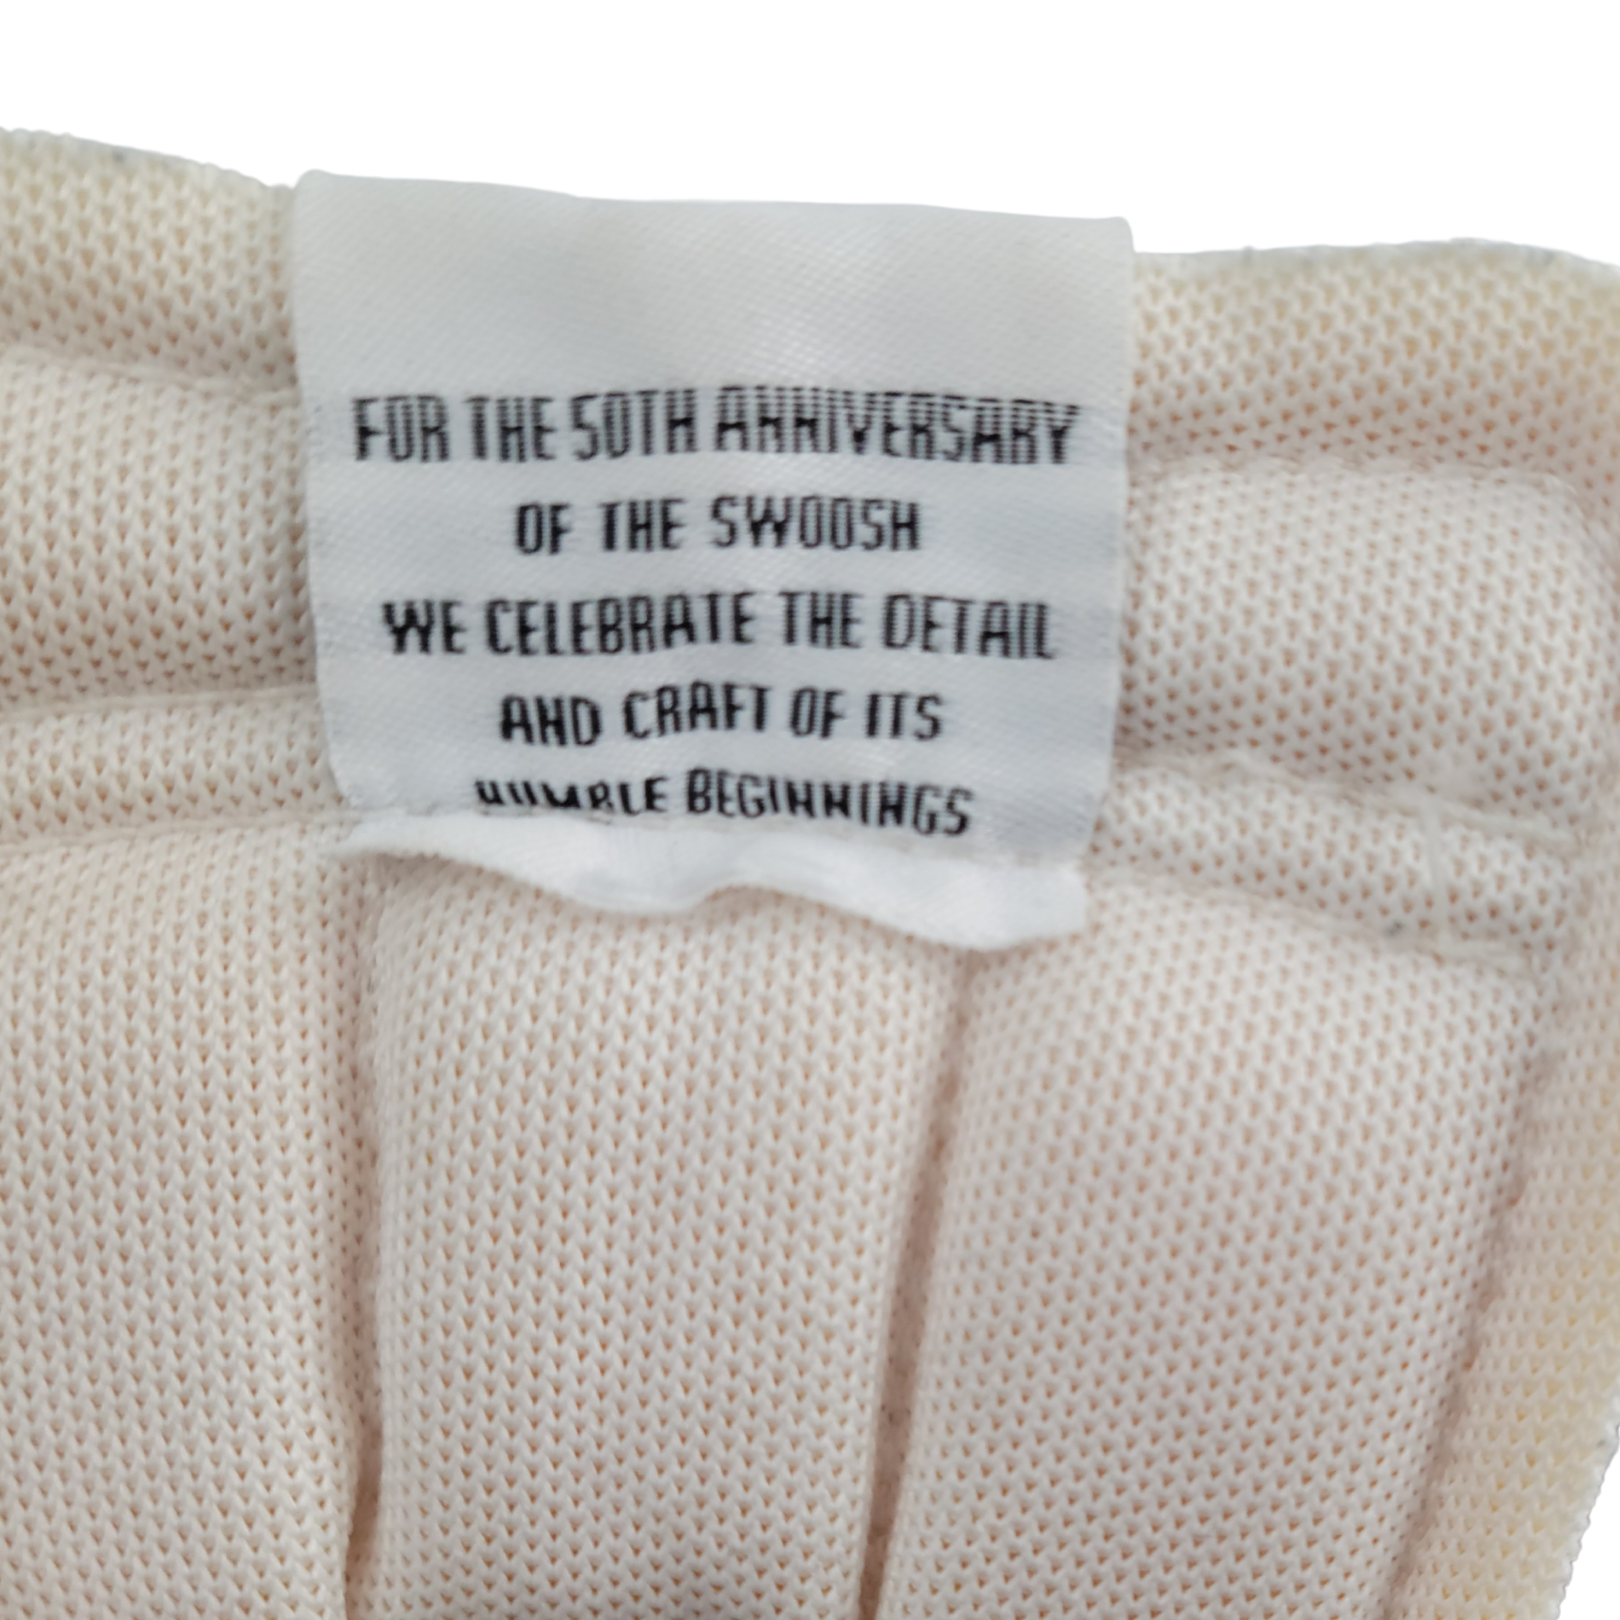 FOR THE 50TH ANNIVERSARY
OF THE SWOOSH
WE CELEBRATE THE DETAIL
AND CRAFT OF ITS
HUMBLE BEGINNINGS